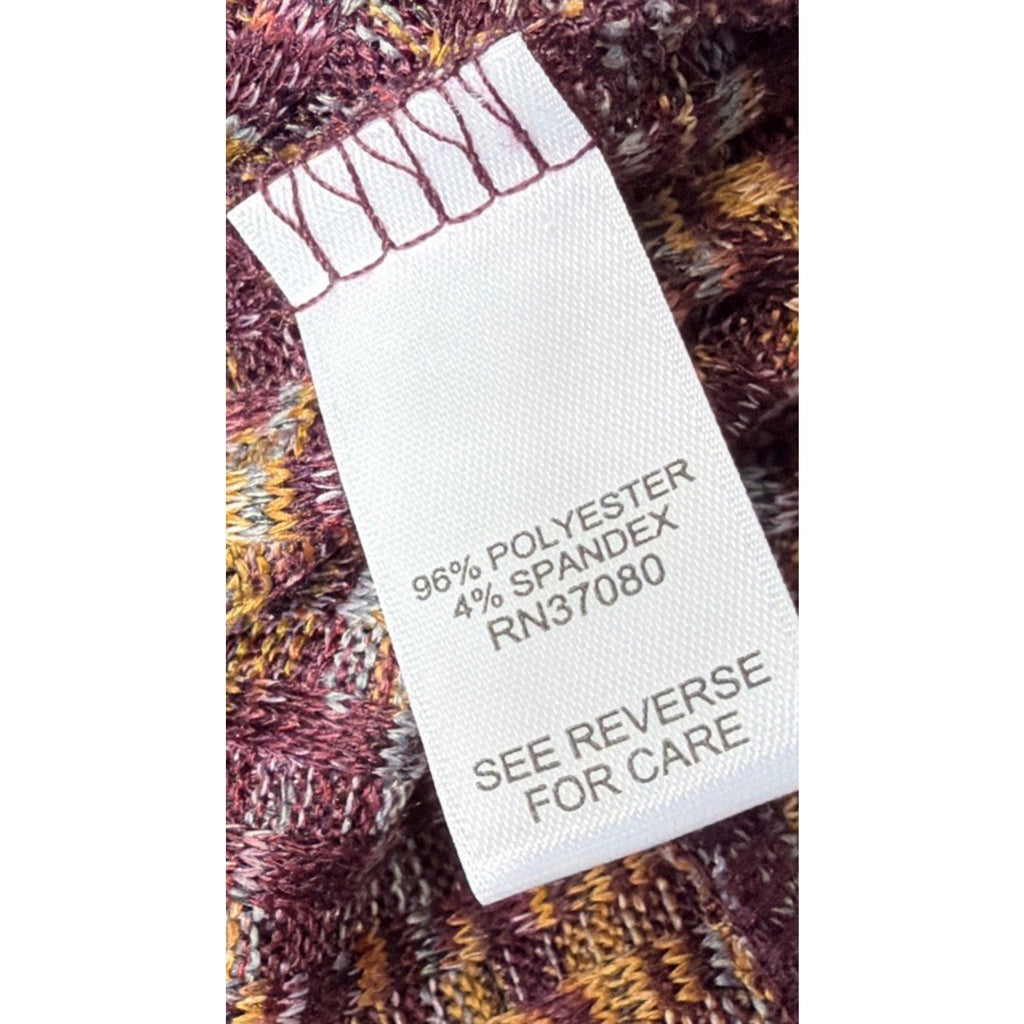 96% POLYESTER
4% SPANDEX
RN37080
SEE REVERSE
FOR CARE